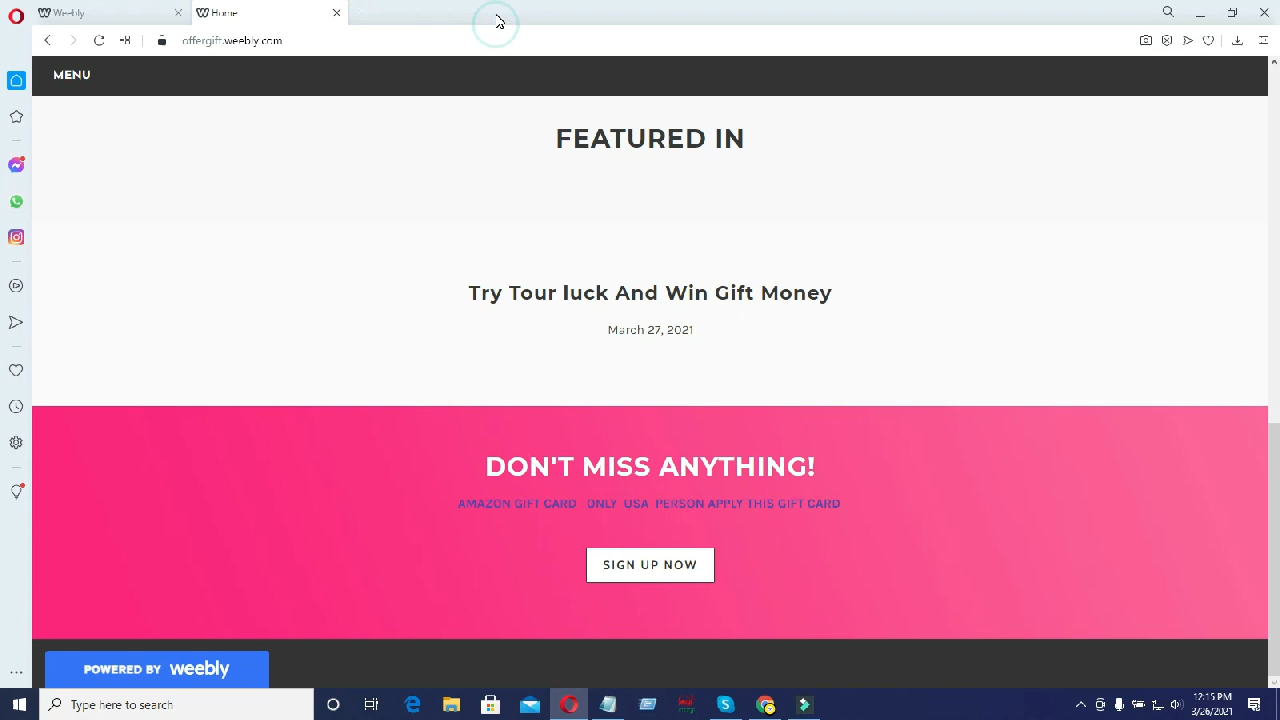 Weebly
Home
offergift.weebly.com
MENU
FEATURED IN
Try Tour luck And Win Gift Money
March 27, 2021
DON'T MISS ANYTHING!
AMAZON GIFT CARD ONLY USA PERSON APPLY THIS GIFT CARD
SIGN UP NOW
POWERED BY weebly
Type here to search
12:15 PM
3/26/2021